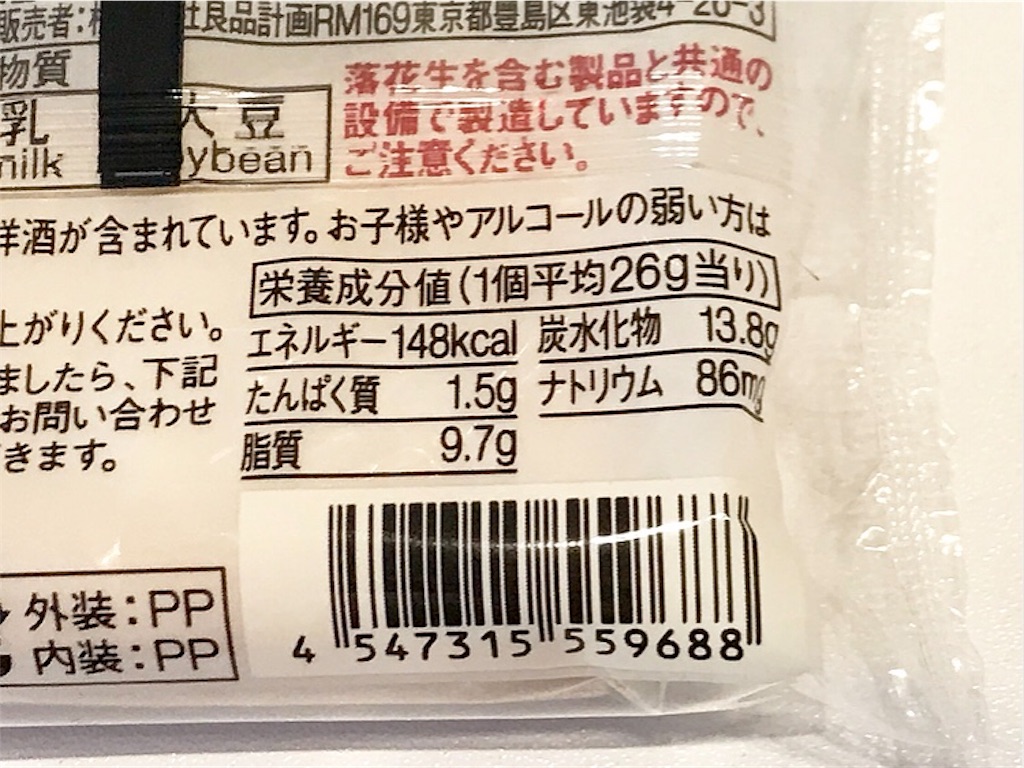 販売者:
社良品計画RM169東京都豊島区東池袋4-26-3
物質
乳
大豆
milk
ybean
落花生を含む製品と共通の
設備で製造していますので、
ご注意ください。
洋酒が含まれています。お子様やアルコールの弱い方は
上がりください。
ましたら、下記
お問い合わせ
きます。
栄養成分値(1個平均26g当り)
エネルギー148kcal 炭水化物 13.8g
たんぱく質 1.5g ナトリウム 86mg
脂質 9.7g
外装:PP
内装:PP
4 547315 559688